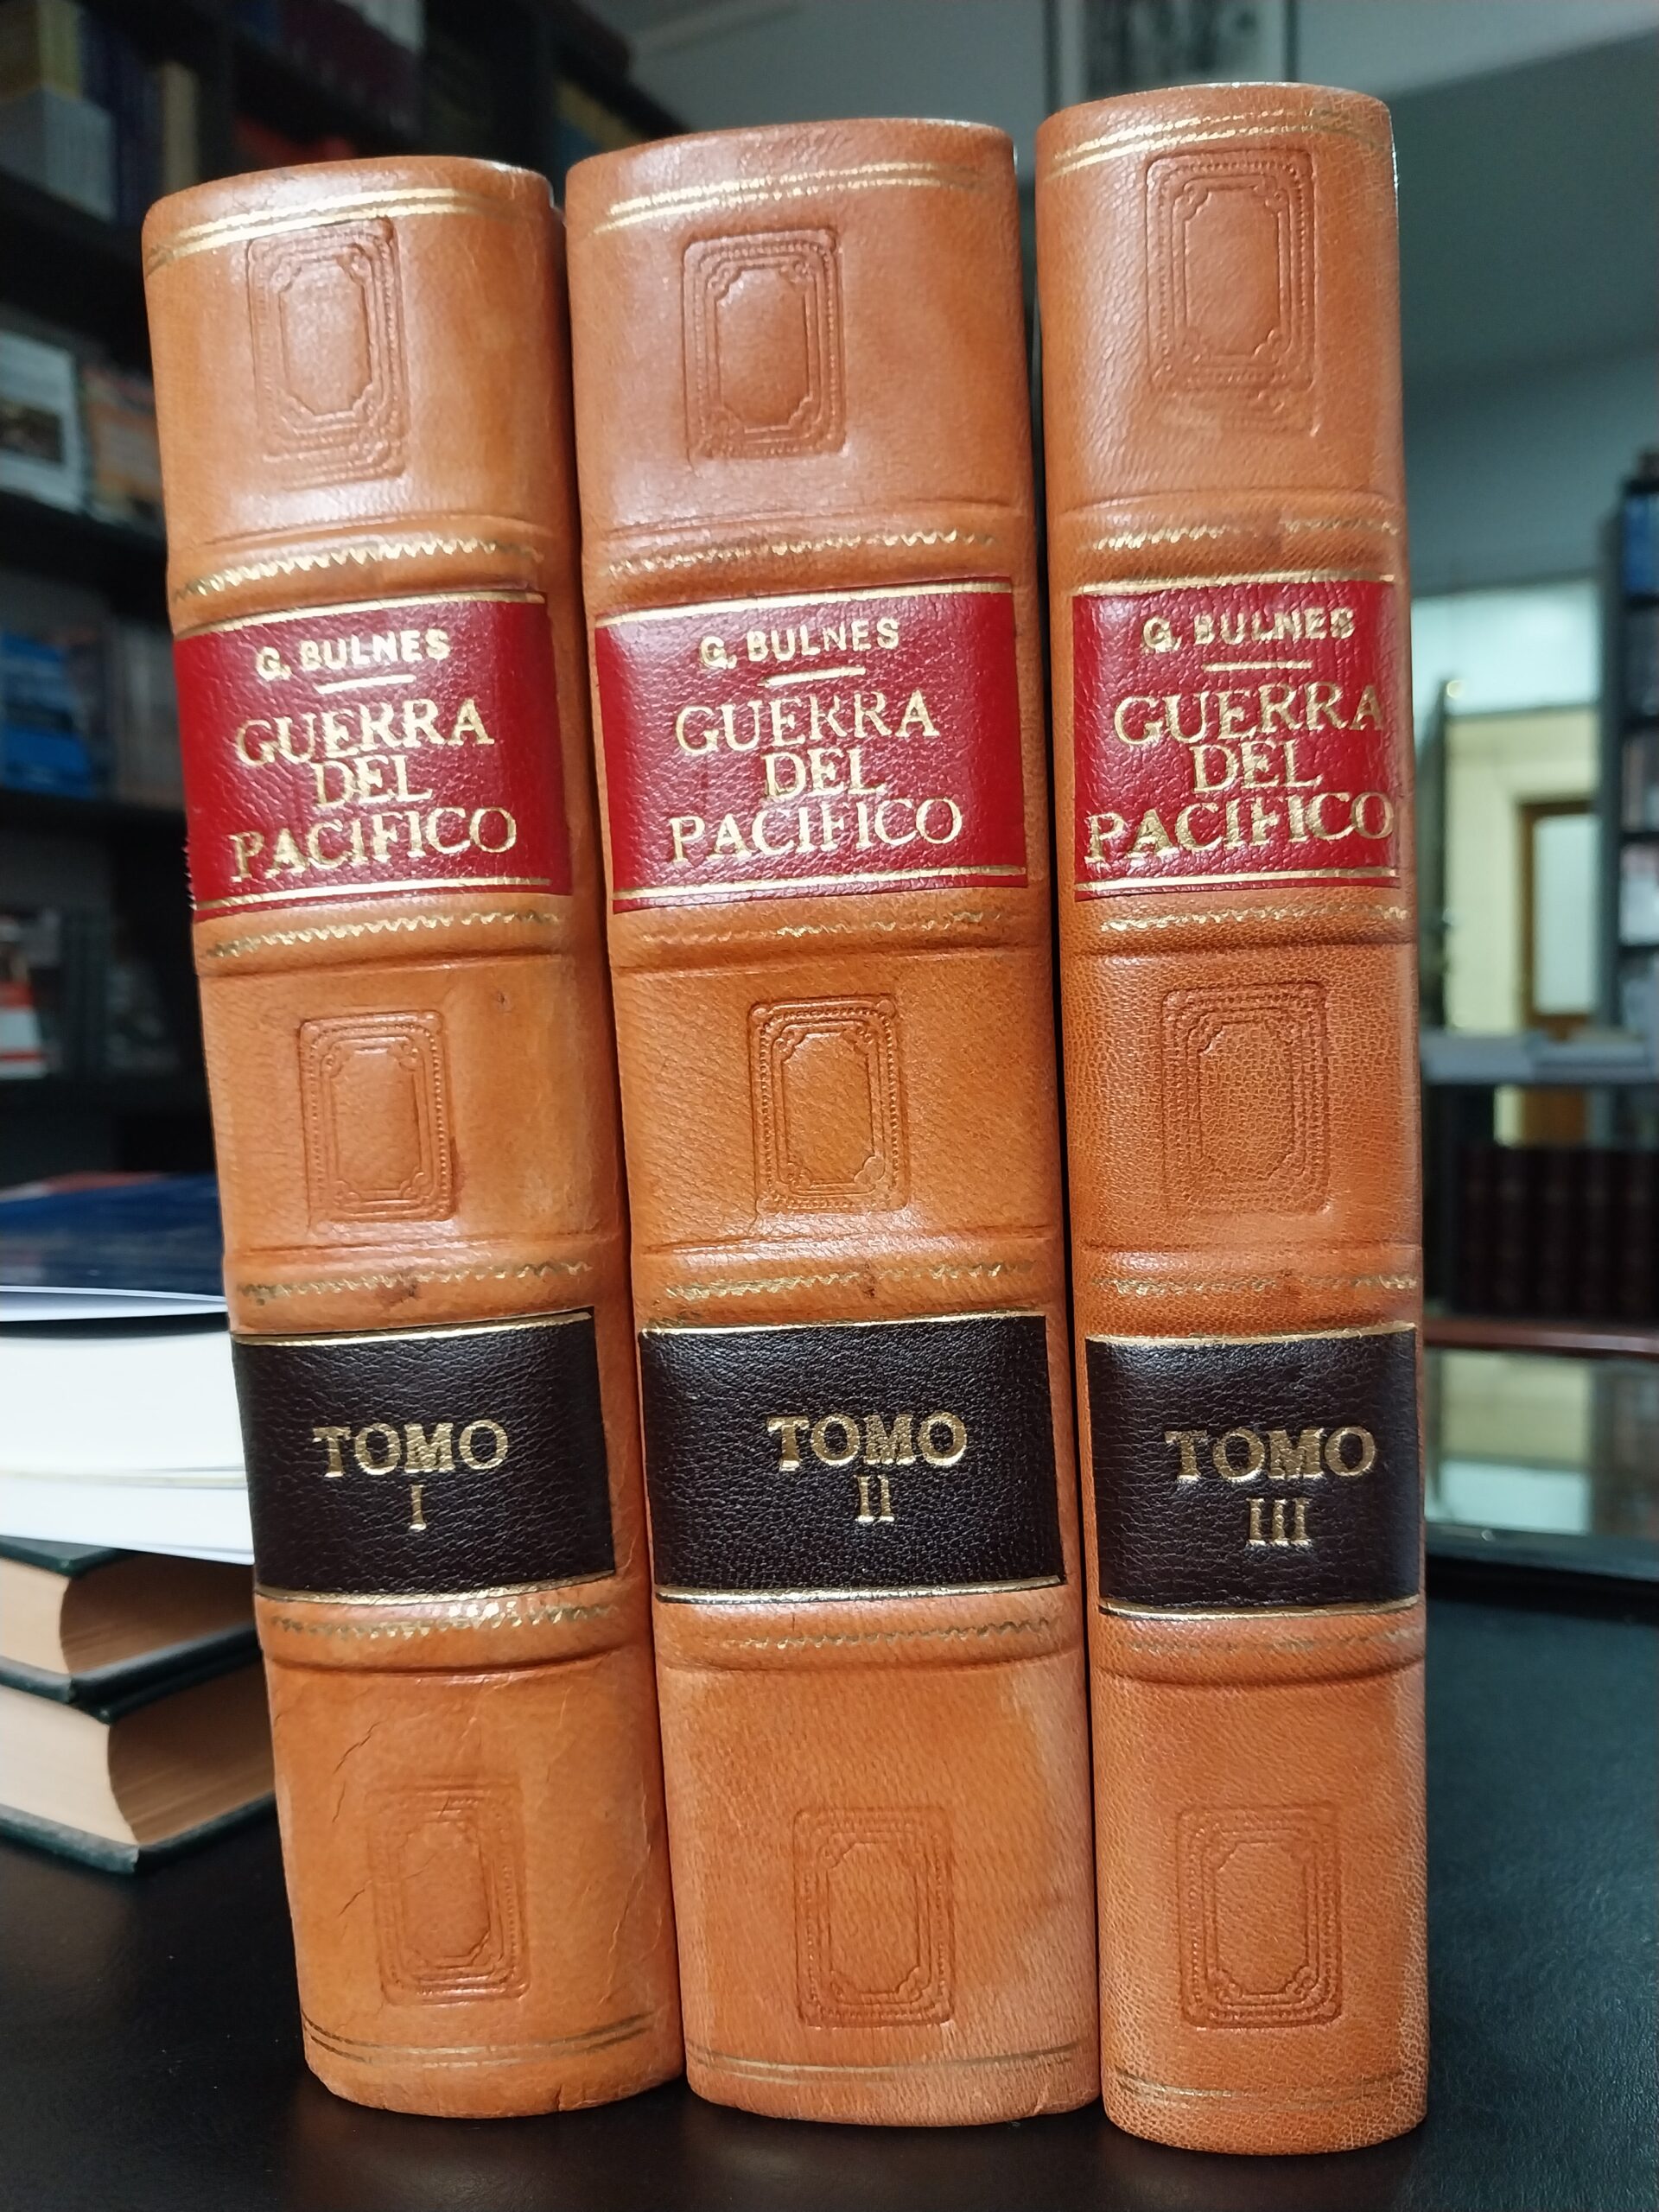 G. BULNES
GUERRA
DEL
PACIFICO
TOMO
I
G. BULNES
GUERRA
DEL
PACIFICO
TOMO
II
G. BULNES
GUERRA
DEL
PACIFICO
TOMO
III